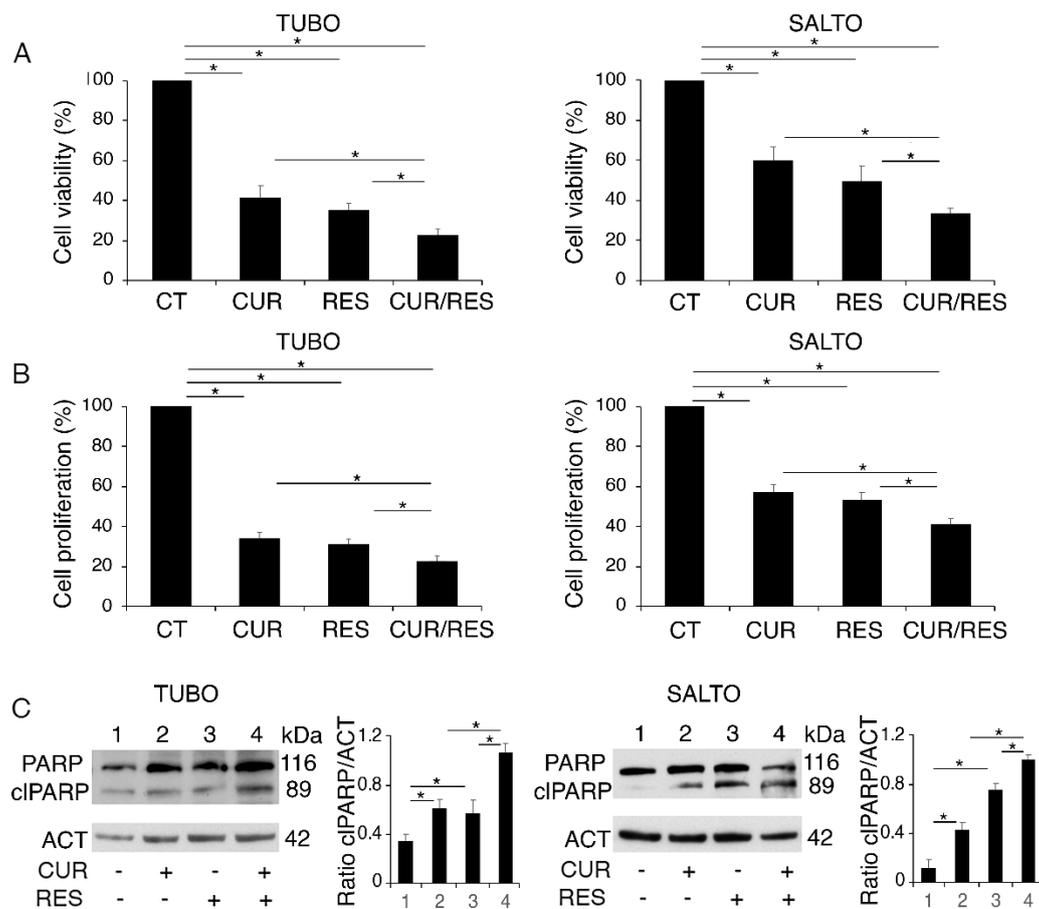 A
TUBO
SALTO
* * *
* * *
* *
* *
Cell viability (%)
100
80
60
40
20
0
CT CUR RES CUR/RES
Cell viability (%)
100
80
60
40
20
0
CT CUR RES CUR/RES
B
TUBO
SALTO
* * *
* * *
* *
* *
Cell proliferation (%)
100
80
60
40
20
0
CT CUR RES CUR/RES
Cell proliferation (%)
100
80
60
40
20
0
CT CUR RES CUR/RES
C
TUBO
1 2 3 4 kDa
PARP 116
clPARP 89
ACT 42
CUR - + - +
RES - - + +
Ratio clPARP/ACT
1.2
0.8
0.4
0
* * * *
1 2 3 4
SALTO
1 2 3 4 kDa
PARP 116
clPARP 89
ACT 42
CUR - + - +
RES - - + +
Ratio clPARP/ACT
1.2
0.8
0.4
0
* * * *
1 2 3 4